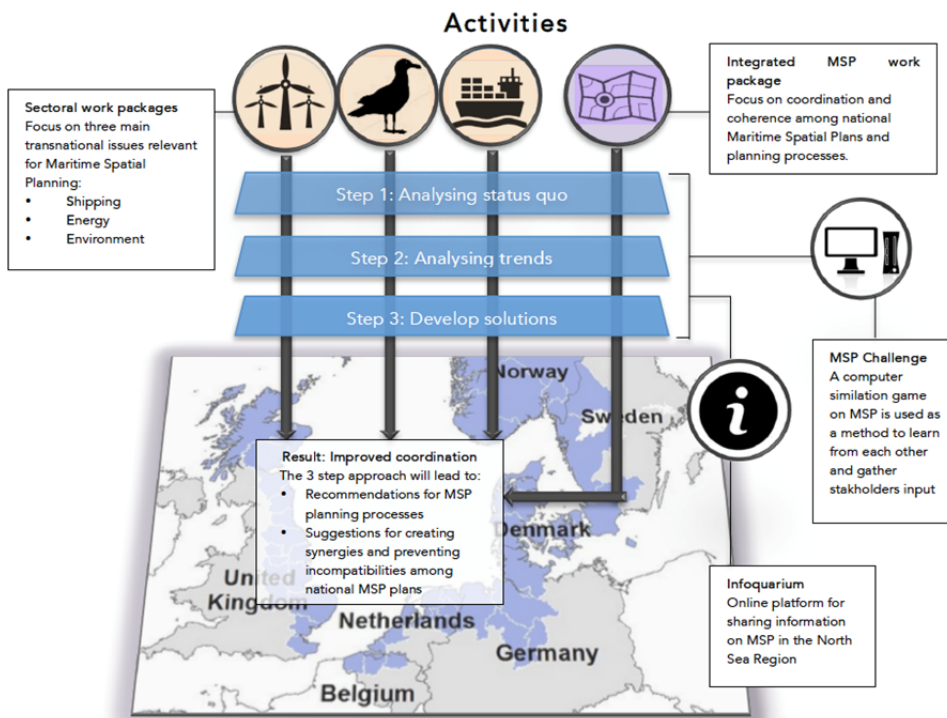 Activities
Sectoral work packages
Focus on three main
transnational issues relevant
for Maritime Spatial
Planning:
• Shipping
• Energy
• Environment
Integrated MSP work
package
Focus on coordination and
coherence among national
Maritime Spatial Plans and
planning processes.
Step 1: Analysing status quo
Step 2: Analysing trends
Step 3: Develop solutions
MSP Challenge
A computer
similation game
on MSP is used as
a method to learn
from each other
and gather
stakholders input
i
Norway
Sweden
Result: Improved coordination
The 3 step approach will lead to:
• Recommendations for MSP
planning processes
• Suggestions for creating
synergies and preventing
incompatibilities among
national MSP plans
Denmark
United
Kingdom
Netherlands
Germany
Belgium
Infoquarium
Online platform for
sharing information
on MSP in the North
Sea Region